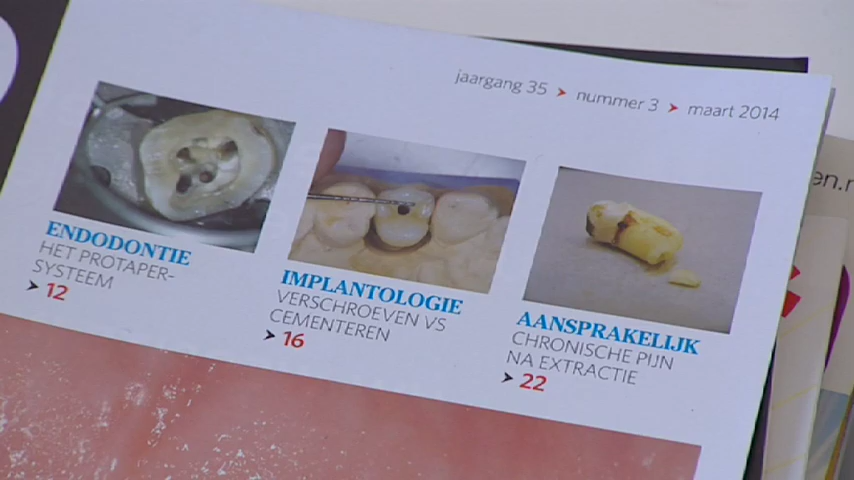 jaargang 35 > nummer 3 > maart 2014
ENDODONTIE
HET PROTAPER-
SYSTEEM
> 12
IMPLANTOLOGIE
VERSCHROEVEN VS
CEMENTEREN
> 16
AANSPRAKELIJK
CHRONISCHE PIJN
NA EXTRACTIE
> 22